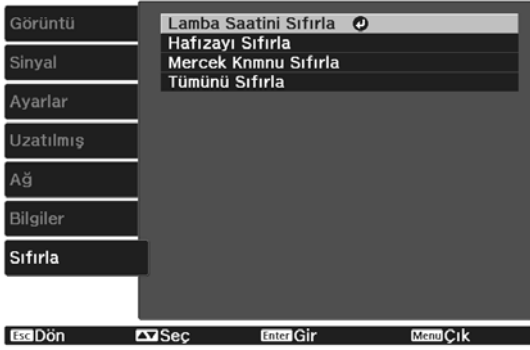 Görüntü
Sinyal
Ayarlar
Uzatılmış
Ağ
Bilgiler
Sıfırla
Lamba Saatini Sıfırla
Hafızayı Sıfırla
Mercek Knmnu Sıfırla
Tümünü Sıfırla
Esc Dön Seç Enter Gir Menu Çık